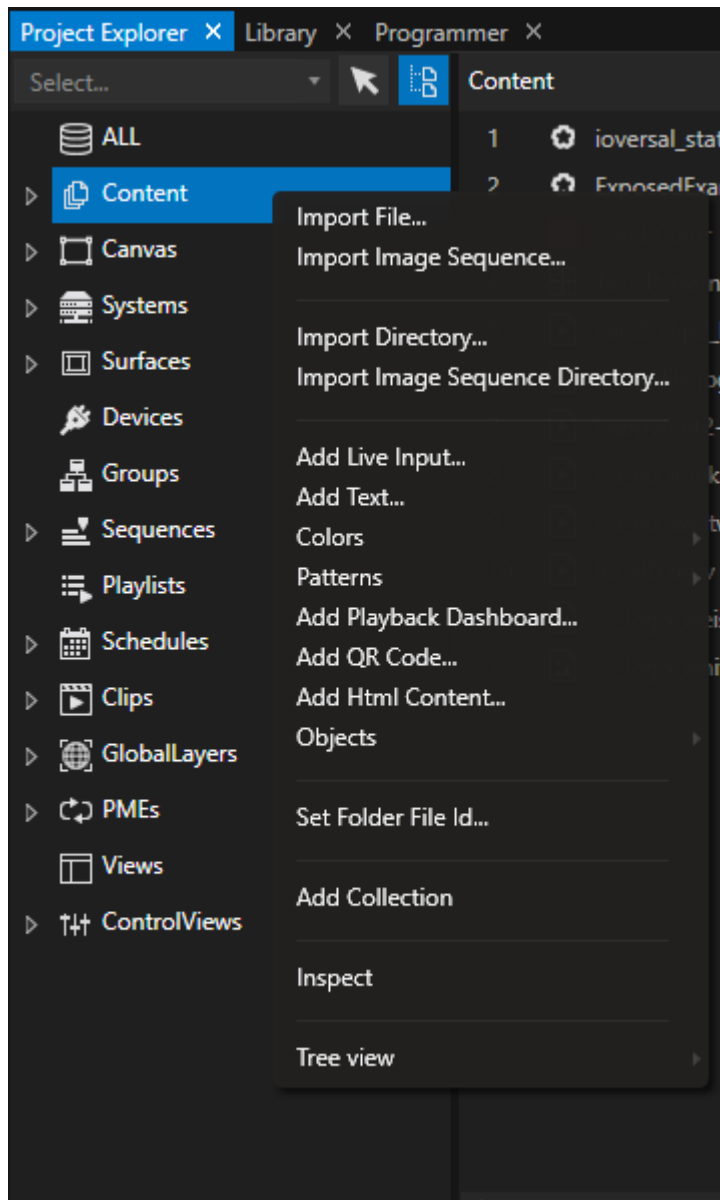 Project Explorer
Library
Programmer
Select...
Content
ALL
Content
Canvas
Systems
Surfaces
Devices
Groups
Sequences
Playlists
Schedules
Clips
GlobalLayers
PMEs
Views
ControlViews
1 ioversal_stat
2 ExposedExa
Import File...
Import Image Sequence...
Import Directory...
Import Image Sequence Directory...
Add Live Input...
Add Text...
Colors
Patterns
Add Playback Dashboard...
Add QR Code...
Add Html Content...
Objects
Set Folder File Id...
Add Collection
Inspect
Tree view